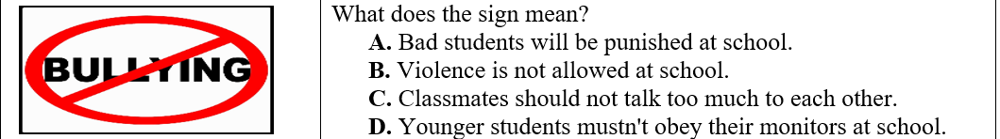 BULLYING
What does the sign mean?
A. Bad students will be punished at school.
B. Violence is not allowed at school.
C. Classmates should not talk too much to each other.
D. Younger students mustn't obey their monitors at school.